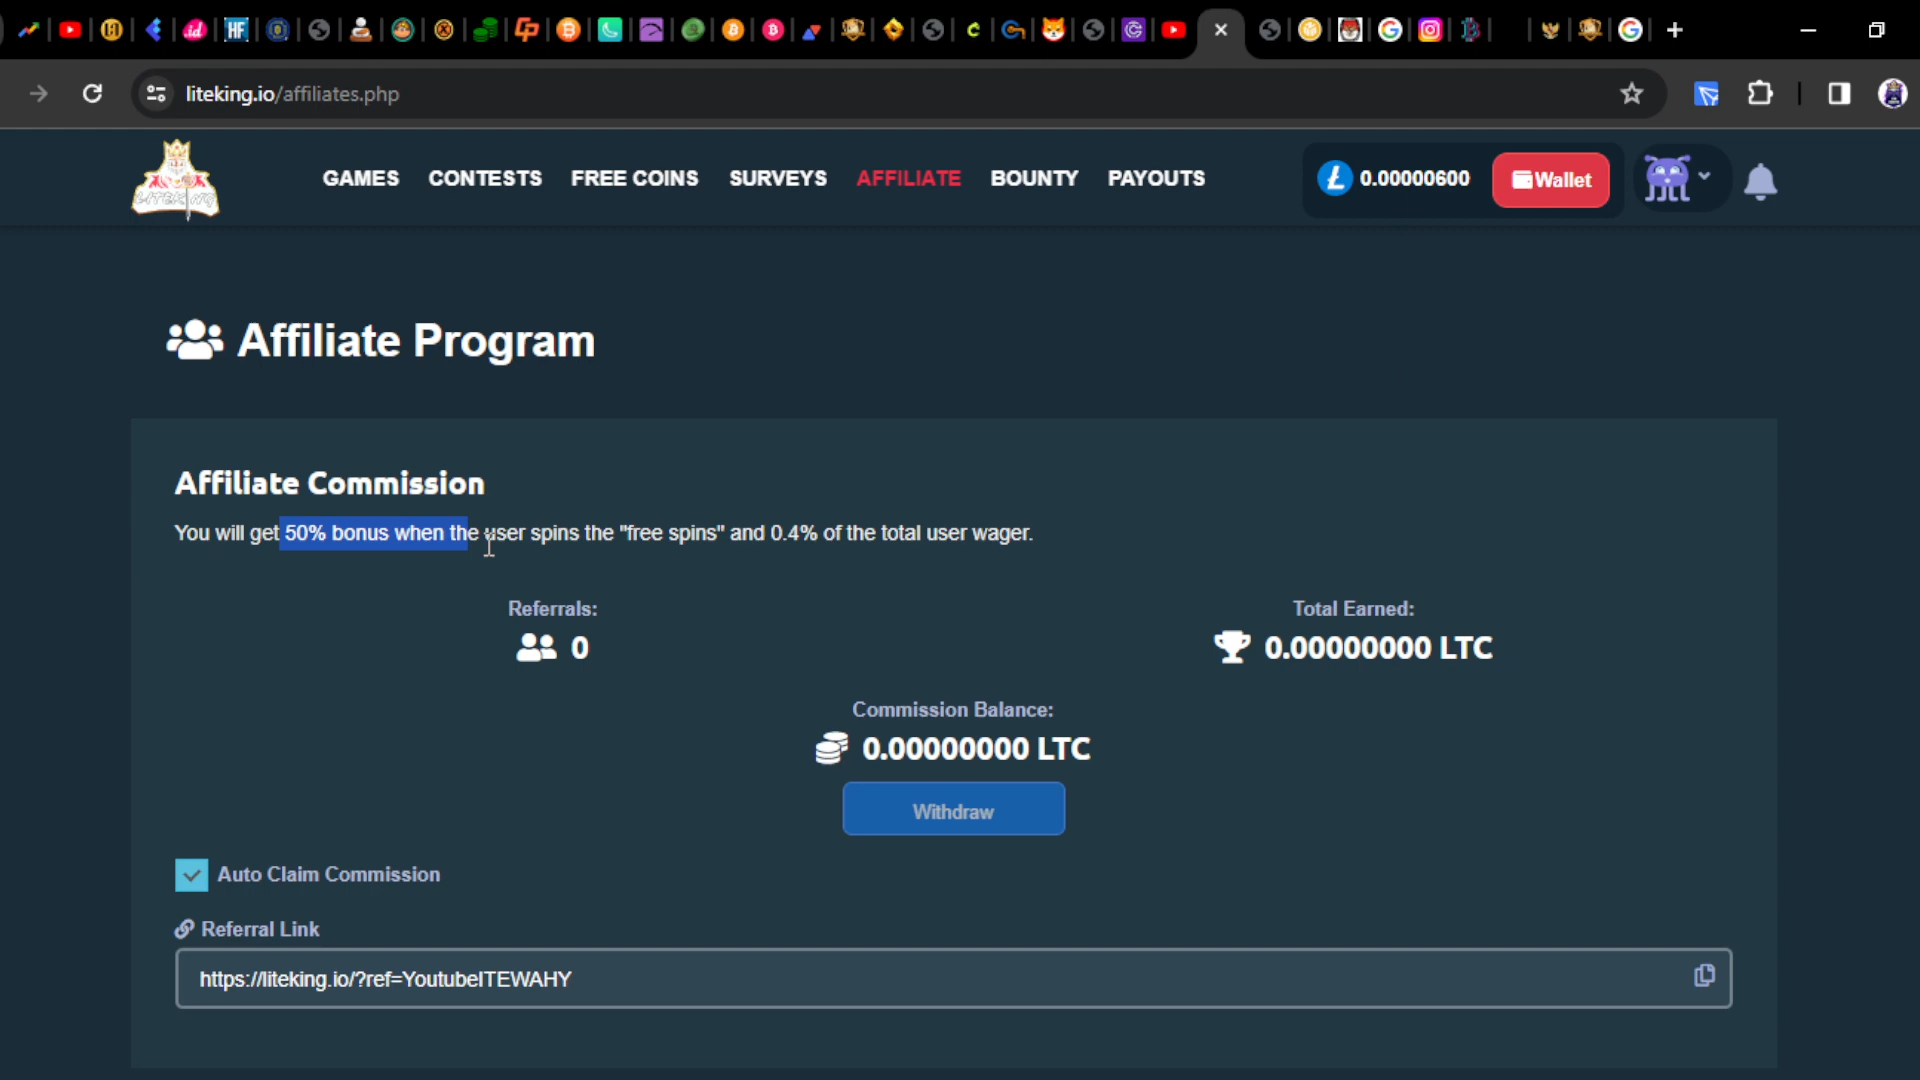 liteking.io/affiliates.php
LITEKING
GAMES CONTESTS FREE COINS SURVEYS AFFILIATE BOUNTY PAYOUTS 0.00000600 Wallet
Affiliate Program
Affiliate Commission
You will get 50% bonus when the user spins the "free spins" and 0.4% of the total user wager.
Referrals: Total Earned:
0 0.00000000 LTC
Commission Balance:
0.00000000 LTC
Withdraw
Auto Claim Commission
Referral Link
https://liteking.io/?ref=YoutubeITEWAHY